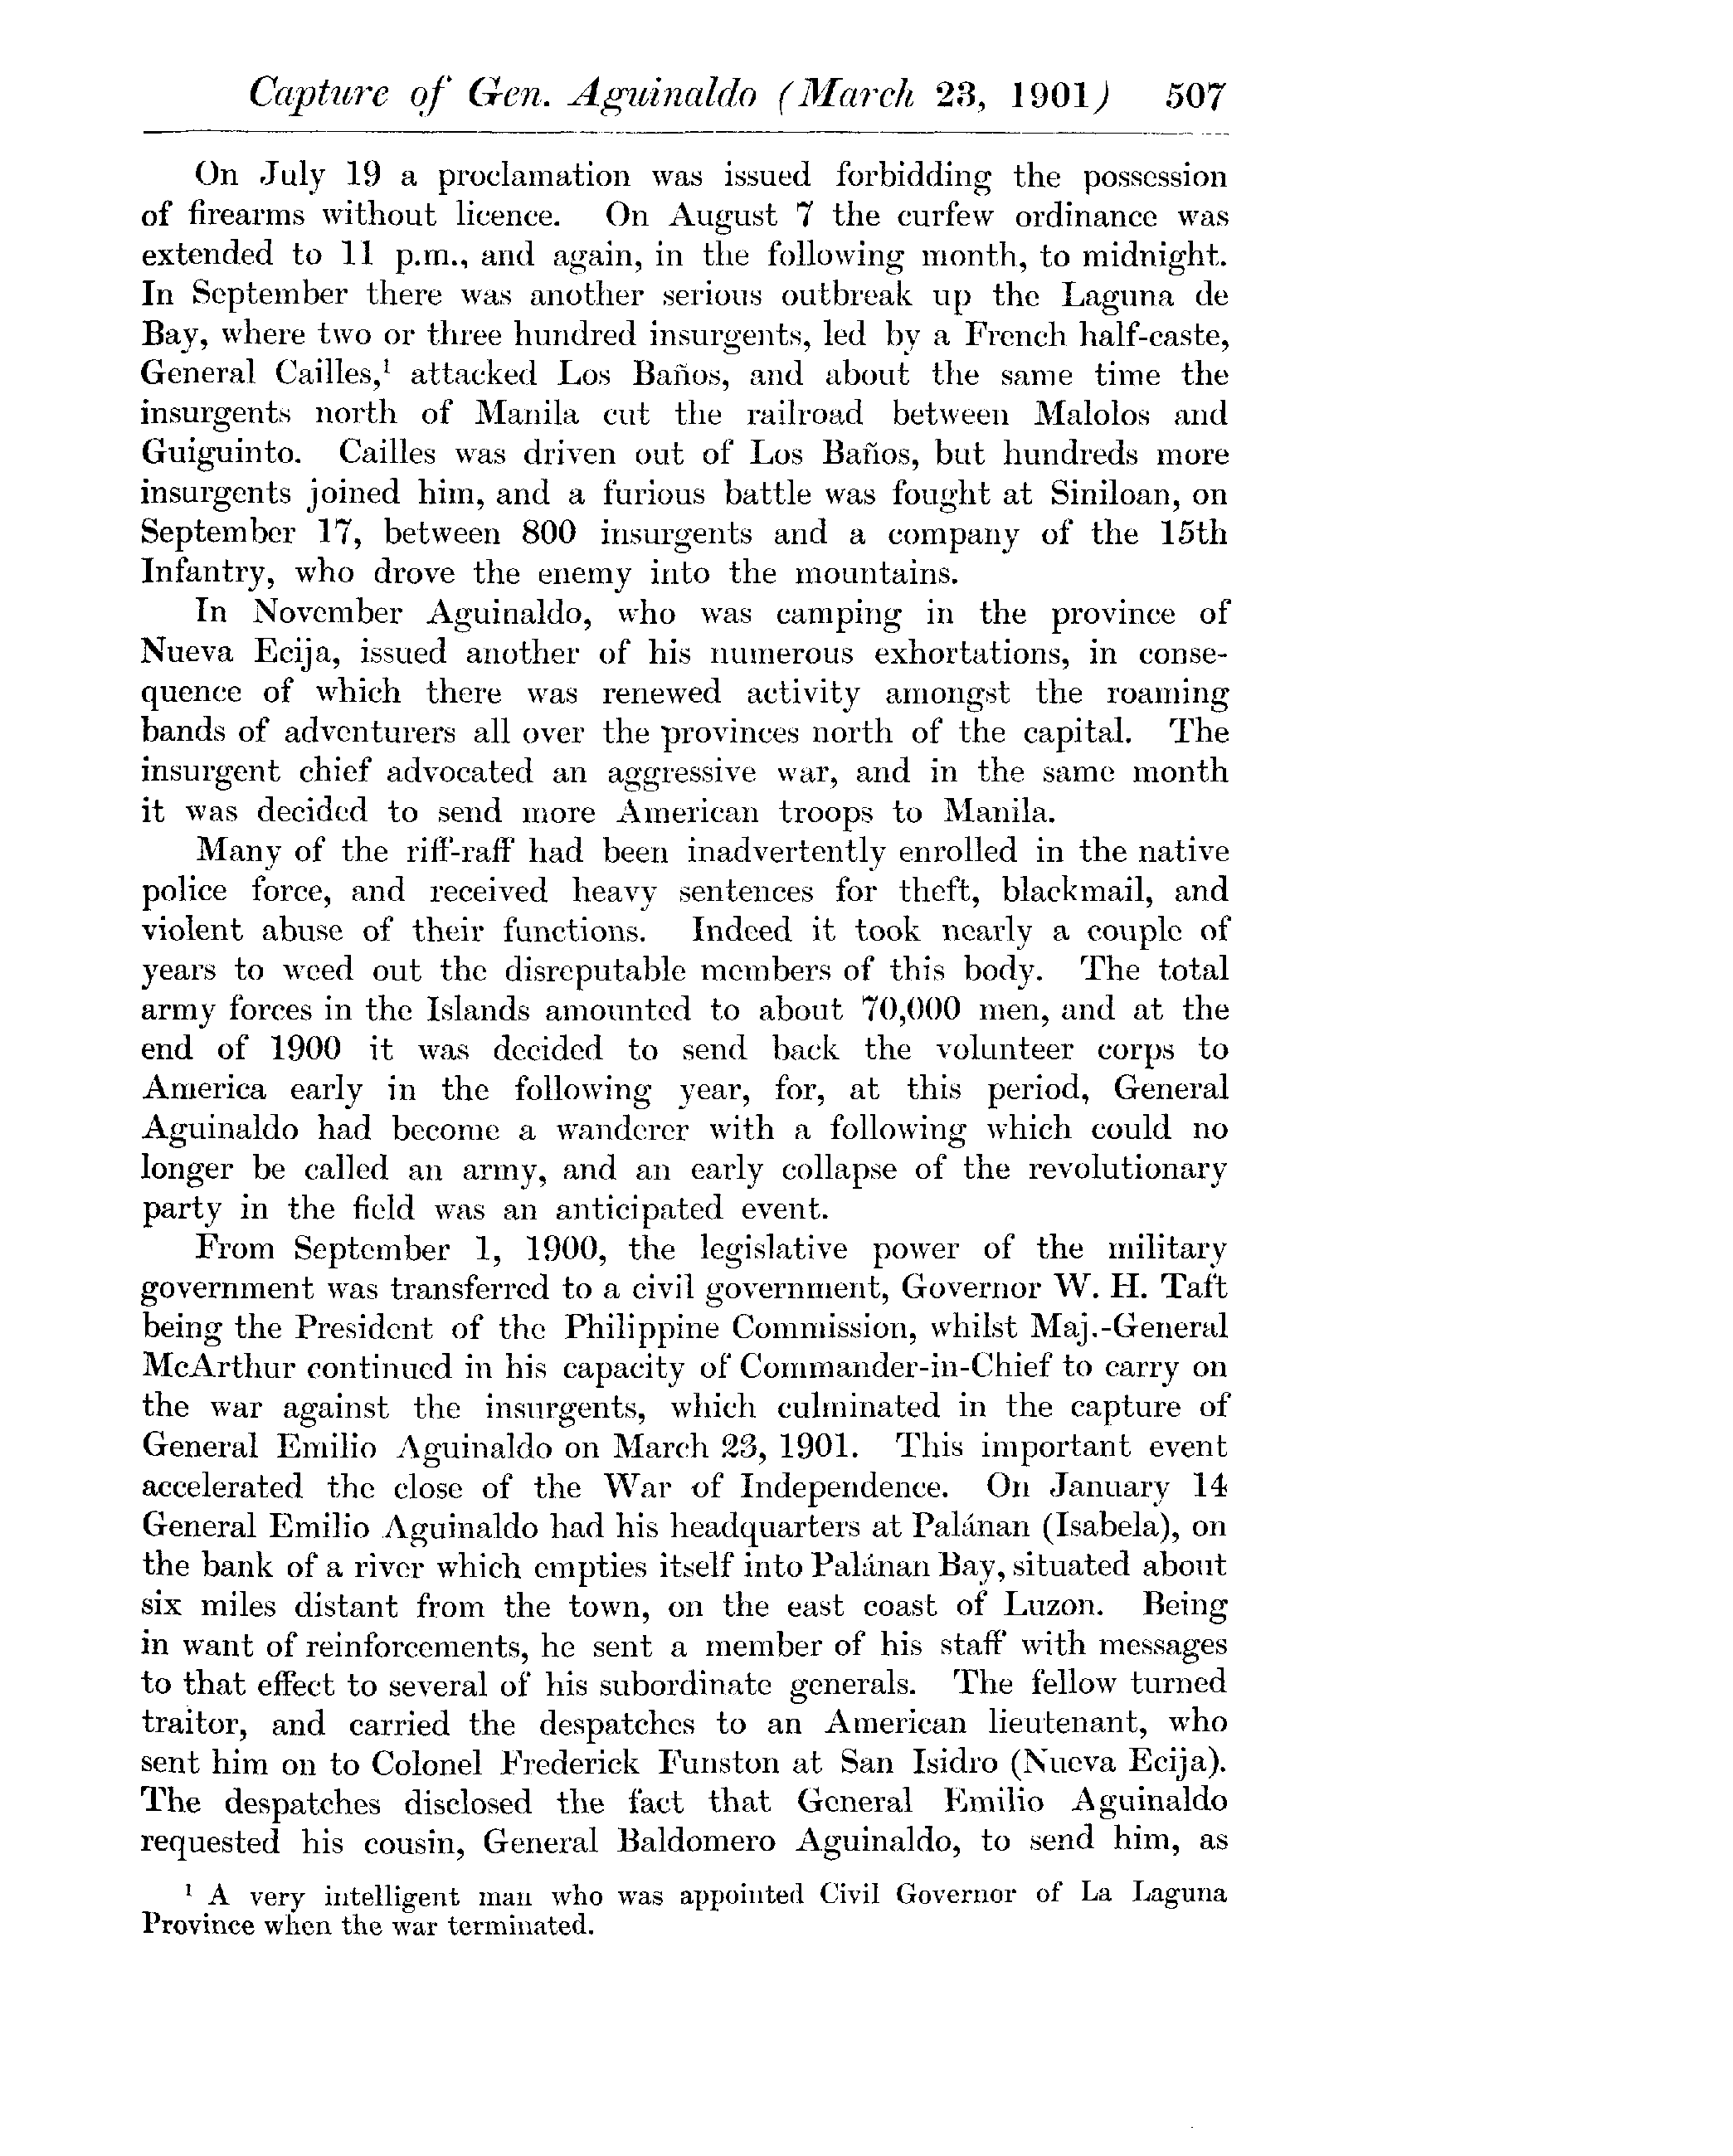 Capture of Gen. Aguinaldo (March 23, 1901) 507
On July 19 a proclamation was issued forbidding the possession
of firearms without licence. On August 7 the curfew ordinance was
extended to 11 p.m., and again, in the following month, to midnight.
In September there was another serious outbreak up the Laguna de
Bay, where two or three hundred insurgents, led by a French half-caste,
General Cailles,¹ attacked Los Baños, and about the same time the
insurgents north of Manila cut the railroad between Malolos and
Guiguinto. Cailles was driven out of Los Baños, but hundreds more
insurgents joined him, and a furious battle was fought at Siniloan, on
September 17, between 800 insurgents and a company of the 15th
Infantry, who drove the enemy into the mountains.
In November Aguinaldo, who was camping in the province of
Nueva Ecija, issued another of his numerous exhortations, in conse-
quence of which there was renewed activity amongst the roaming
bands of adventurers all over the provinces north of the capital. The
insurgent chief advocated an aggressive war, and in the same month
it was decided to send more American troops to Manila.
Many of the riff-raff had been inadvertently enrolled in the native
police force, and received heavy sentences for theft, blackmail, and
violent abuse of their functions. Indeed it took nearly a couple of
years to weed out the disreputable members of this body. The total
army forces in the Islands amounted to about 70,000 men, and at the
end of 1900 it was decided to send back the volunteer corps to
America early in the following year, for, at this period, General
Aguinaldo had become a wanderer with a following which could no
longer be called an army, and an early collapse of the revolutionary
party in the field was an anticipated event.
From September 1, 1900, the legislative power of the military
government was transferred to a civil government, Governor W. H. Taft
being the President of the Philippine Commission, whilst Maj.-General
McArthur continued in his capacity of Commander-in-Chief to carry on
the war against the insurgents, which culminated in the capture of
General Emilio Aguinaldo on March 23, 1901. This important event
accelerated the close of the War of Independence. On January 14
General Emilio Aguinaldo had his headquarters at Palánan (Isabela), on
the bank of a river which empties itself into Palánan Bay, situated about
six miles distant from the town, on the east coast of Luzon. Being
in want of reinforcements, he sent a member of his staff with messages
to that effect to several of his subordinate generals. The fellow turned
traitor, and carried the despatches to an American lieutenant, who
sent him on to Colonel Frederick Funston at San Isidro (Nueva Ecija).
The despatches disclosed the fact that General Emilio Aguinaldo
requested his cousin, General Baldomero Aguinaldo, to send him, as
¹ A very intelligent man who was appointed Civil Governor of La Laguna
Province when the war terminated.